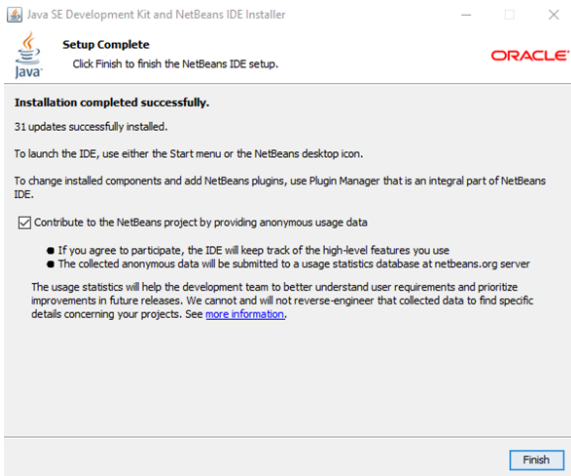 Java SE Development Kit and NetBeans IDE Installer
Setup Complete
Click Finish to finish the NetBeans IDE setup.
Java
ORACLE
Installation completed successfully.
31 updates successfully installed.
To launch the IDE, use either the Start menu or the NetBeans desktop icon.
To change installed components and add NetBeans plugins, use Plugin Manager that is an integral part of NetBeans
IDE.
Contribute to the NetBeans project by providing anonymous usage data
● If you agree to participate, the IDE will keep track of the high-level features you use
● The collected anonymous data will be submitted to a usage statistics database at netbeans.org server
The usage statistics will help the development team to better understand user requirements and prioritize
improvements in future releases. We cannot and will not reverse-engineer that collected data to find specific
details concerning your projects. See more information.
Finish